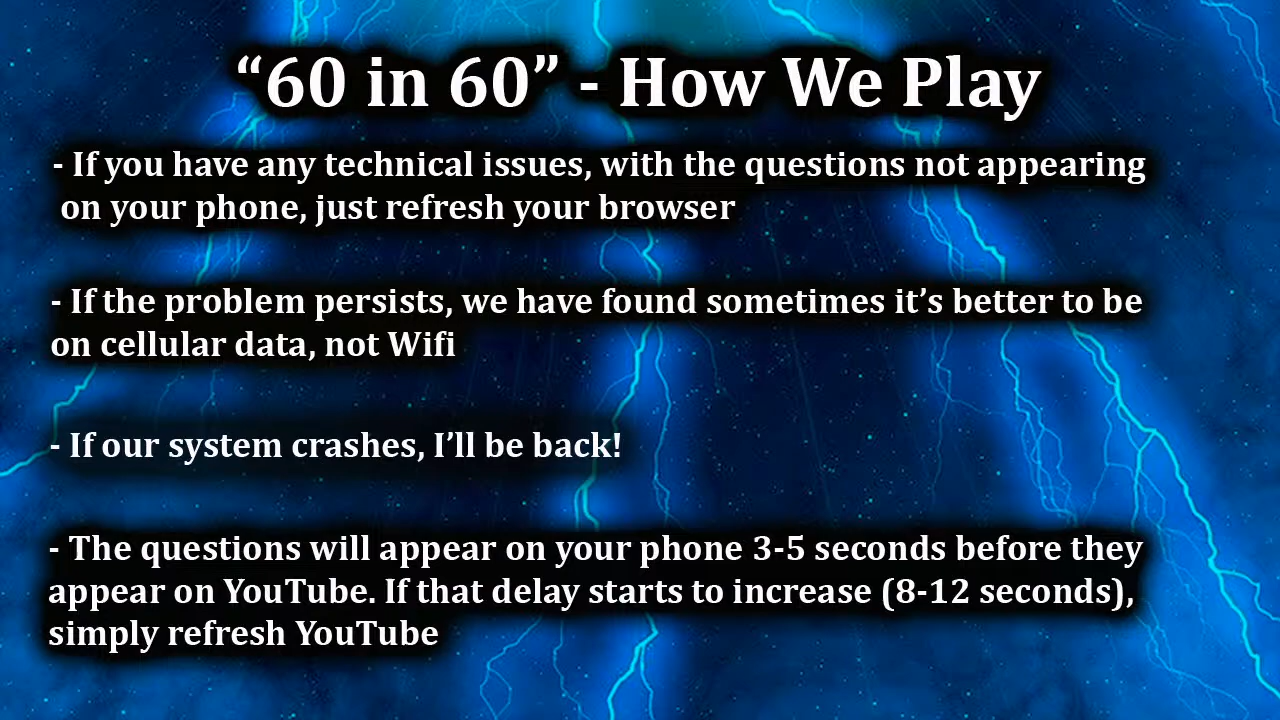 “60 in 60” - How We Play
- If you have any technical issues, with the questions not appearing
on your phone, just refresh your browser
- If the problem persists, we have found sometimes it’s better to be
on cellular data, not Wifi
- If our system crashes, I’ll be back!
- The questions will appear on your phone 3-5 seconds before they
appear on YouTube. If that delay starts to increase (8-12 seconds),
simply refresh YouTube